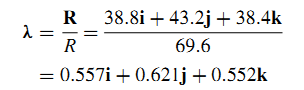 λ = R/R = (38.8i + 43.2j + 38.4k)/69.6
= 0.557i + 0.621j + 0.552k